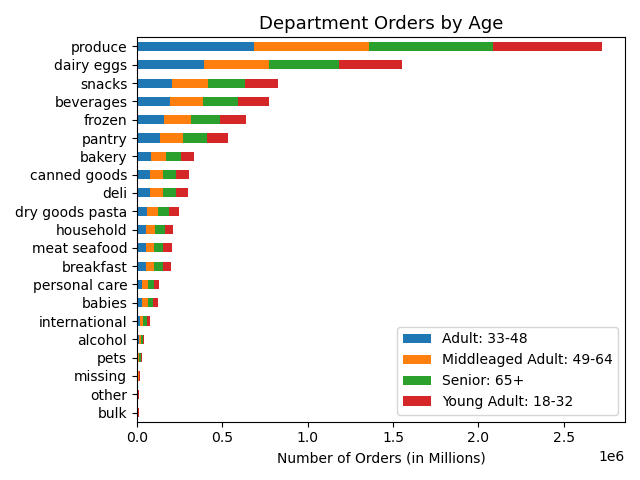 Department Orders by Age
produce
dairy eggs
snacks
beverages
frozen
pantry
bakery
canned goods
deli
dry goods pasta
household
meat seafood
breakfast
personal care
babies
international
alcohol
pets
missing
other
bulk
Adult: 33-48
Middleaged Adult: 49-64
Senior: 65+
Young Adult: 18-32
0.0 0.5 1.0 1.5 2.0 2.5
1e6
Number of Orders (in Millions)